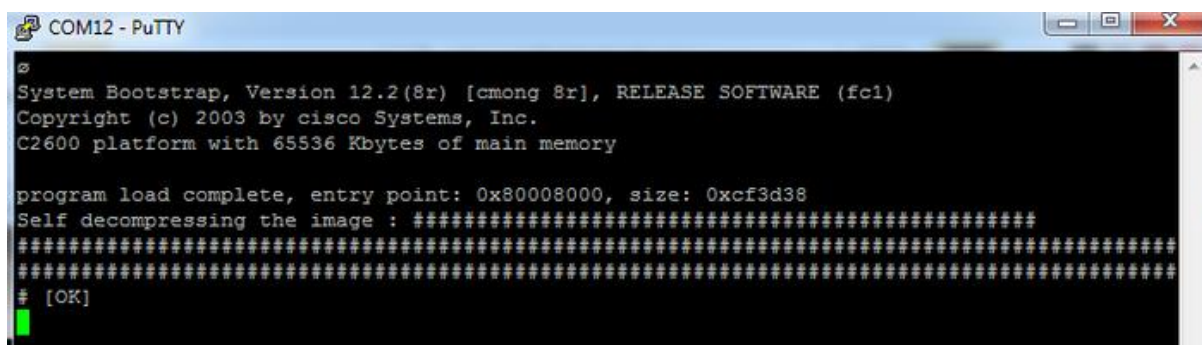 COM12 - PuTTY
ø
System Bootstrap, Version 12.2(8r) [cmong 8r], RELEASE SOFTWARE (fc1)
Copyright (c) 2003 by cisco Systems, Inc.
C2600 platform with 65536 Kbytes of main memory
program load complete, entry point: 0x80008000, size: 0xcf3d38
Self decompressing the image : #################################################
###########################################################################################
###########################################################################################
# [OK]